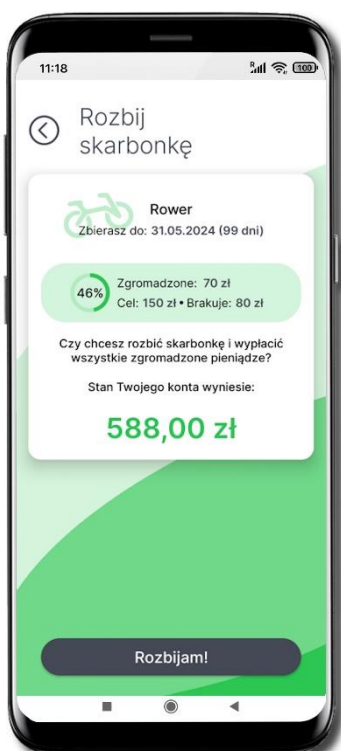 11:18
R
100
Rozbij
skarbonkę
Rower
Zbierasz do: 31.05.2024 (99 dni)
46%
Zgromadzone: 70 zł
Cel: 150 zł • Brakuje: 80 zł
Czy chcesz rozbić skarbonkę i wypłacić
wszystkie zgromadzone pieniądze?
Stan Twojego konta wyniesie:
588,00 zł
Rozbijam!